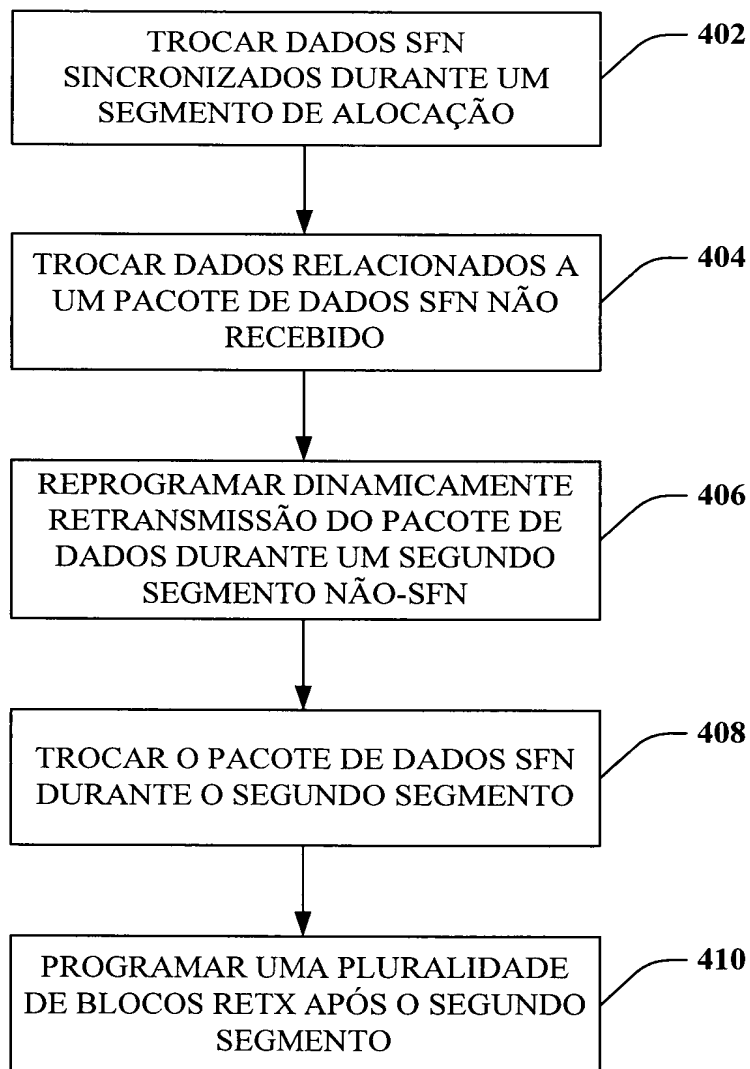 TROCAR DADOS SFN
SINCRONIZADOS DURANTE UM
SEGMENTO DE ALOCAÇÃO
402
TROCAR DADOS RELACIONADOS A
UM PACOTE DE DADOS SFN NÃO
RECEBIDO
404
REPROGRAMAR DINAMICAMENTE
RETRANSMISSÃO DO PACOTE DE
DADOS DURANTE UM SEGUNDO
SEGMENTO NÃO-SFN
406
TROCAR O PACOTE DE DADOS SFN
DURANTE O SEGUNDO SEGMENTO
408
PROGRAMAR UMA PLURALIDADE
DE BLOCOS RETX APÓS O SEGUNDO
SEGMENTO
410